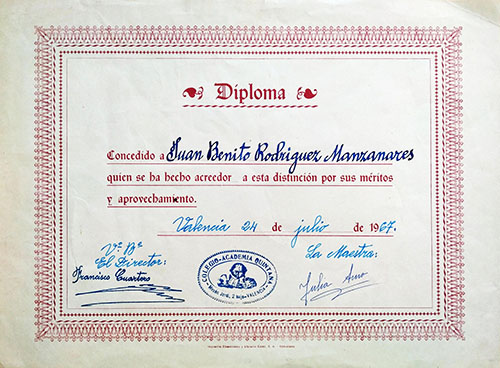 Diploma
Concedido a Juan Benito Rodriguez Manzanares
quien se ha hecho acreedor a esta distinción por sus méritos
y aprovechamiento.
Valencia 24 de julio de 1967.
Vº Bº
El Director:
La Maestra:
Francisco Cuartero
COLEGIO-ACADEMIA QUINTANA
VALENCIA
Julia